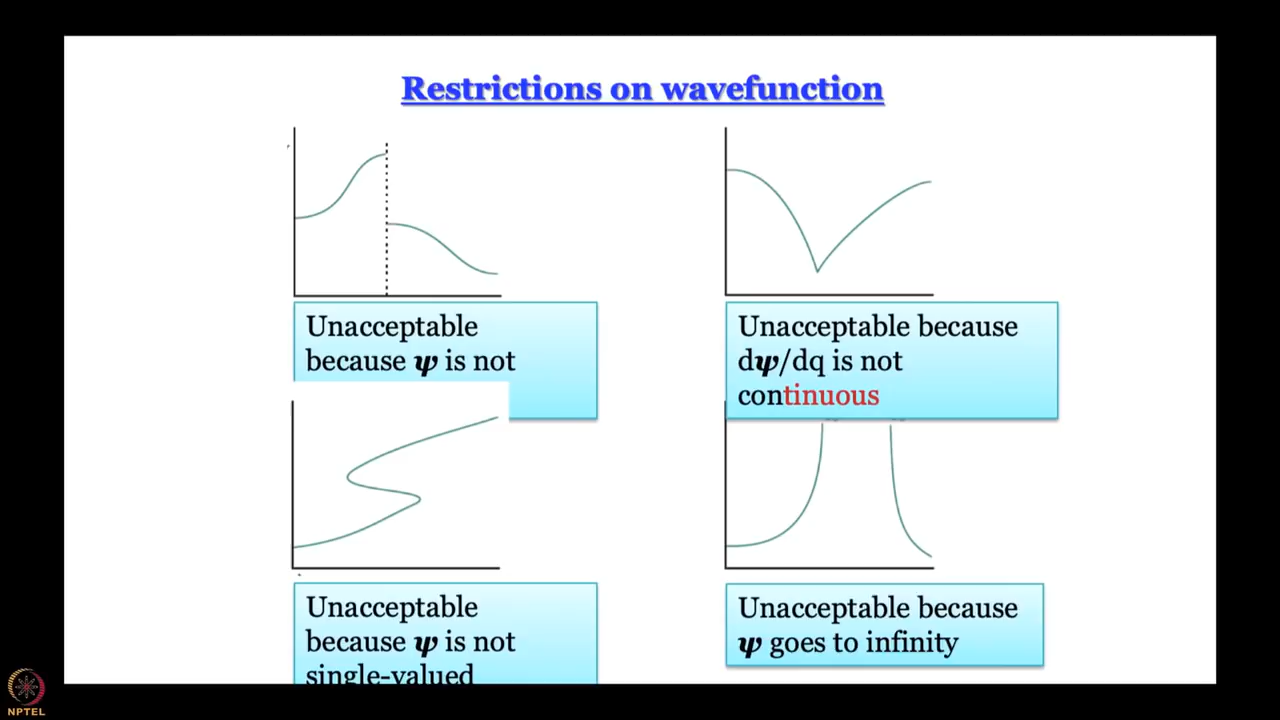 Restrictions on wavefunction
Unacceptable
because ψ is not
Unacceptable because
dψ/dq is not
continuous
Unacceptable
because ψ is not
single-valued
Unacceptable because
ψ goes to infinity
NPTEL